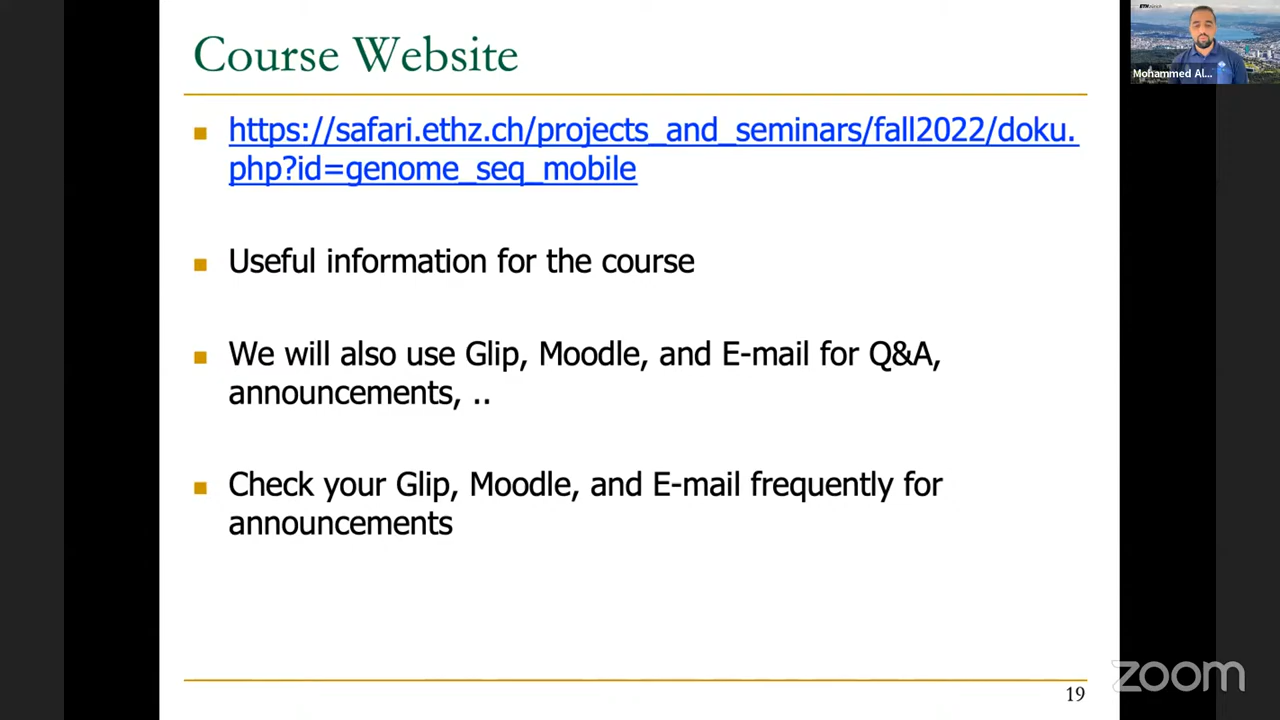 Course Website
https://safari.ethz.ch/projects_and_seminars/fall2022/doku.
php?id=genome_seq_mobile
Useful information for the course
We will also use Glip, Moodle, and E-mail for Q&A,
announcements, ..
Check your Glip, Moodle, and E-mail frequently for
announcements
19
ETH zürich
Mohammed Al...
zoom